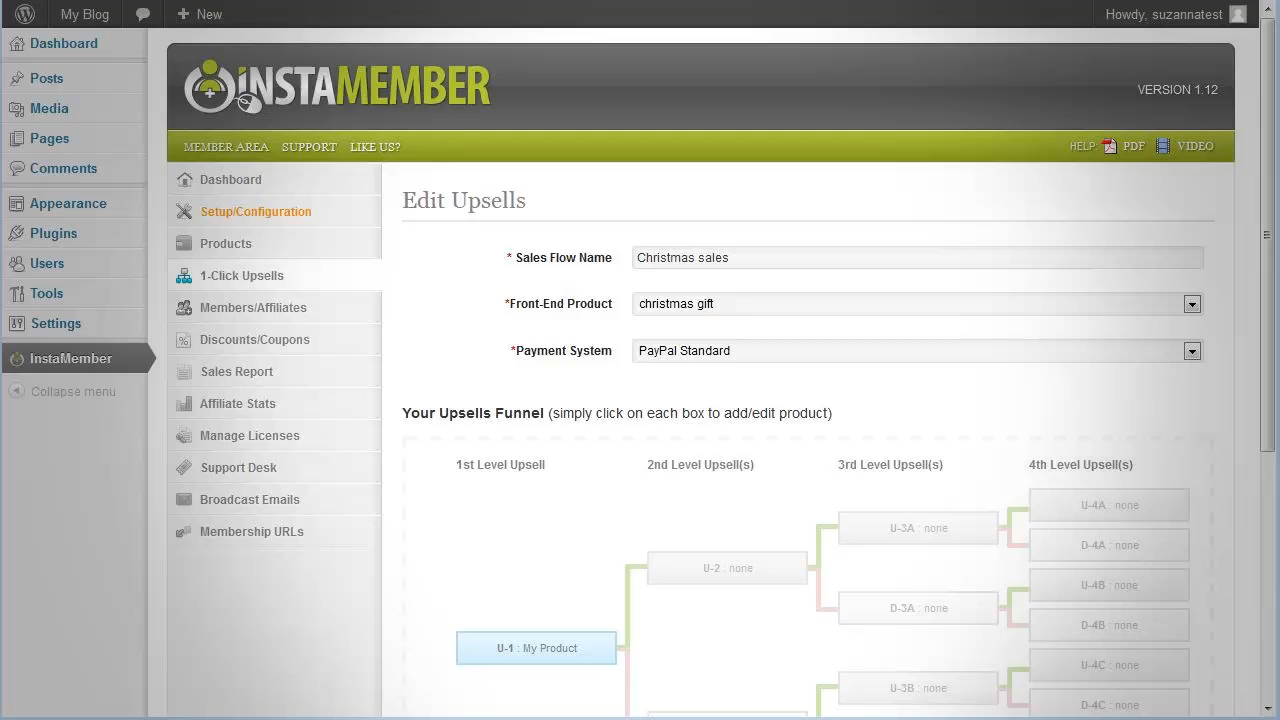 My Blog
New
Howdy, suzannatest
Dashboard
Posts
Media
Pages
Comments
Appearance
Plugins
Users
Tools
Settings
InstaMember
Collapse menu
iNSTAMEMBER
VERSION 1.12
MEMBER AREA SUPPORT LIKE US?
HELP: PDF VIDEO
Dashboard
Setup/Configuration
Products
1-Click Upsells
Members/Affiliates
Discounts/Coupons
Sales Report
Affiliate Stats
Manage Licenses
Support Desk
Broadcast Emails
Membership URLs
Edit Upsells
* Sales Flow Name Christmas sales
*Front-End Product christmas gift
*Payment System PayPal Standard
Your Upsells Funnel (simply click on each box to add/edit product)
1st Level Upsell 2nd Level Upsell(s) 3rd Level Upsell(s) 4th Level Upsell(s)
U-4A : none
U-3A : none
D-4A : none
U-2 : none
U-4B : none
D-3A : none
D-4B : none
U-1 : My Product
U-4C : none
U-3B : none
D-4C : none